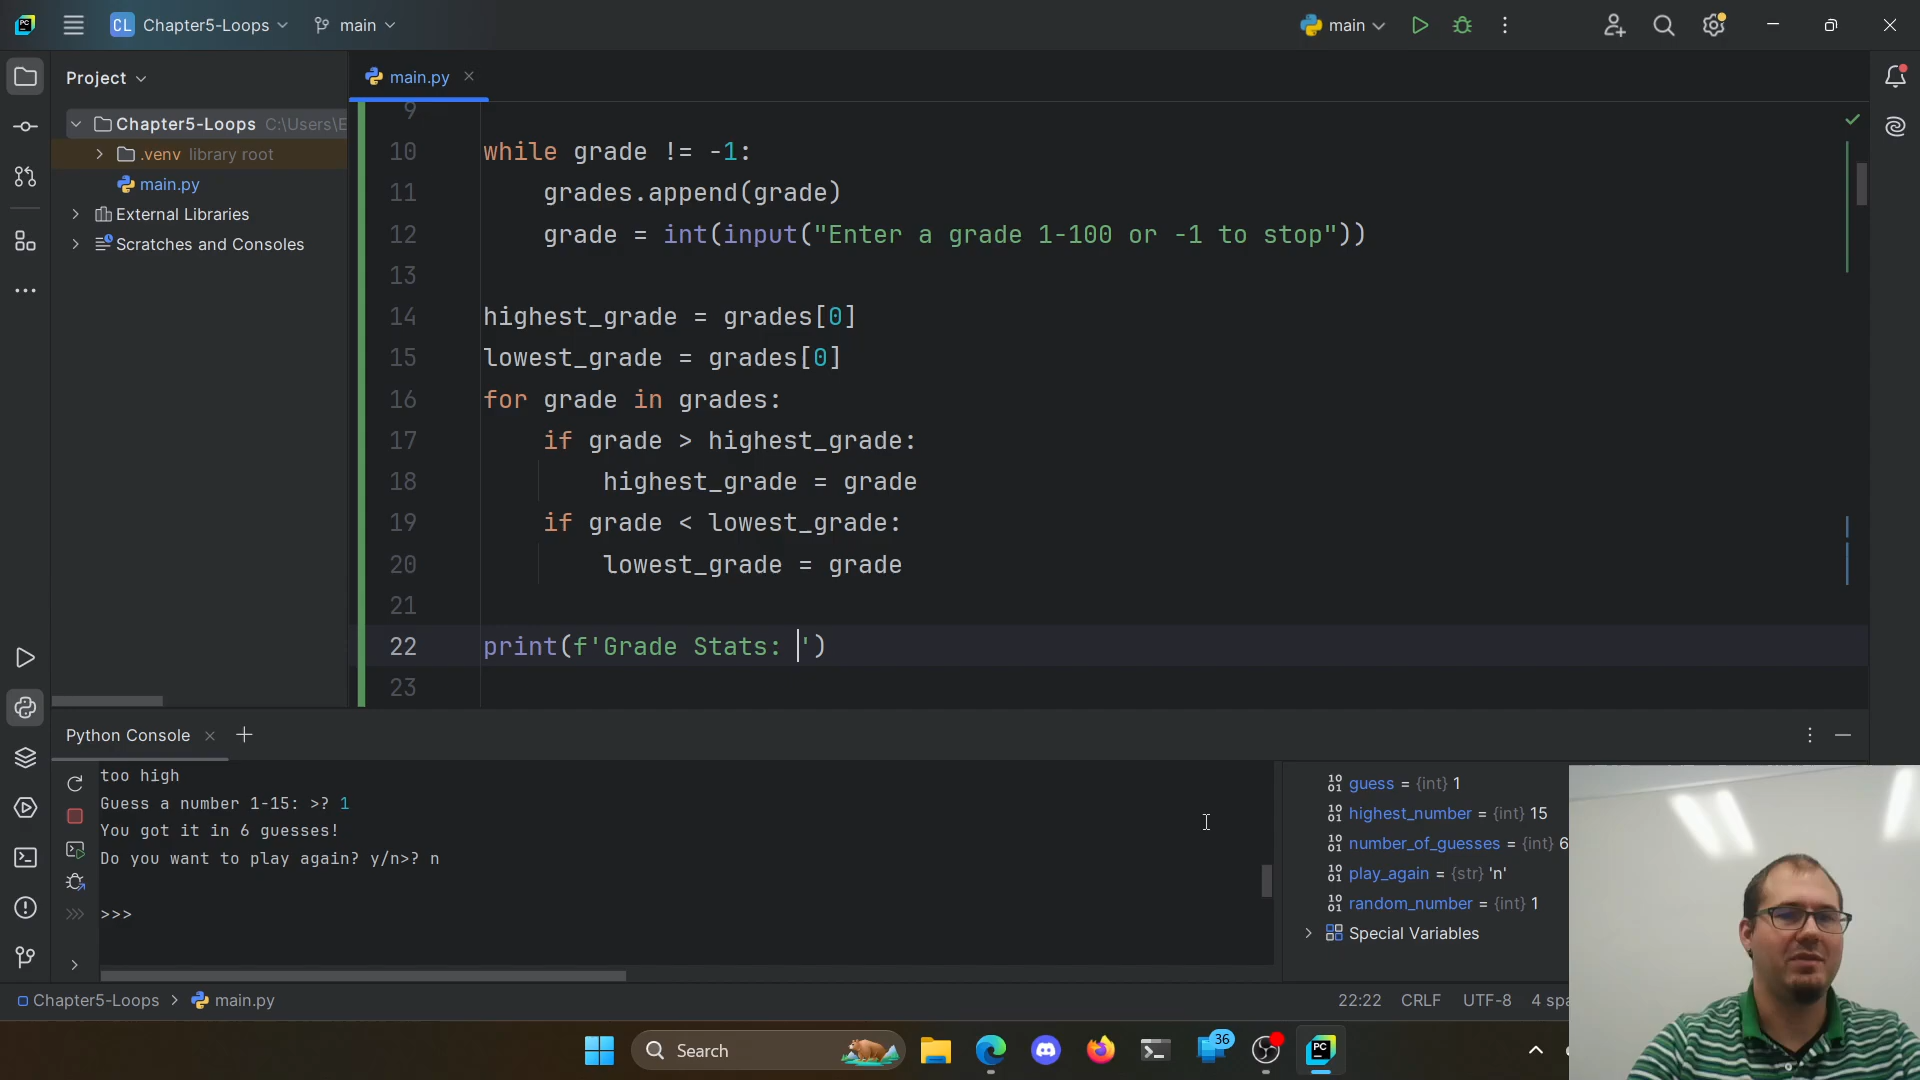 PC
CL Chapter5-Loops
main
main
Project
main.py
Chapter5-Loops C:\Users\E
.venv library root
main.py
External Libraries
Scratches and Consoles
9
10 while grade != -1:
11 grades.append(grade)
12 grade = int(input("Enter a grade 1-100 or -1 to stop"))
13
14 highest_grade = grades[0]
15 lowest_grade = grades[0]
16 for grade in grades:
17 if grade > highest_grade:
18 highest_grade = grade
19 if grade < lowest_grade:
20 lowest_grade = grade
21
22 print(f'Grade Stats: ')
23
Python Console
too high
Guess a number 1-15: >? 1
You got it in 6 guesses!
Do you want to play again? y/n>? n
>>>
guess = {int} 1
highest_number = {int} 15
number_of_guesses = {int} 6
play_again = {str} 'n'
random_number = {int} 1
Special Variables
Chapter5-Loops > main.py
22:22 CRLF UTF-8 4 spa
Search
36
PC